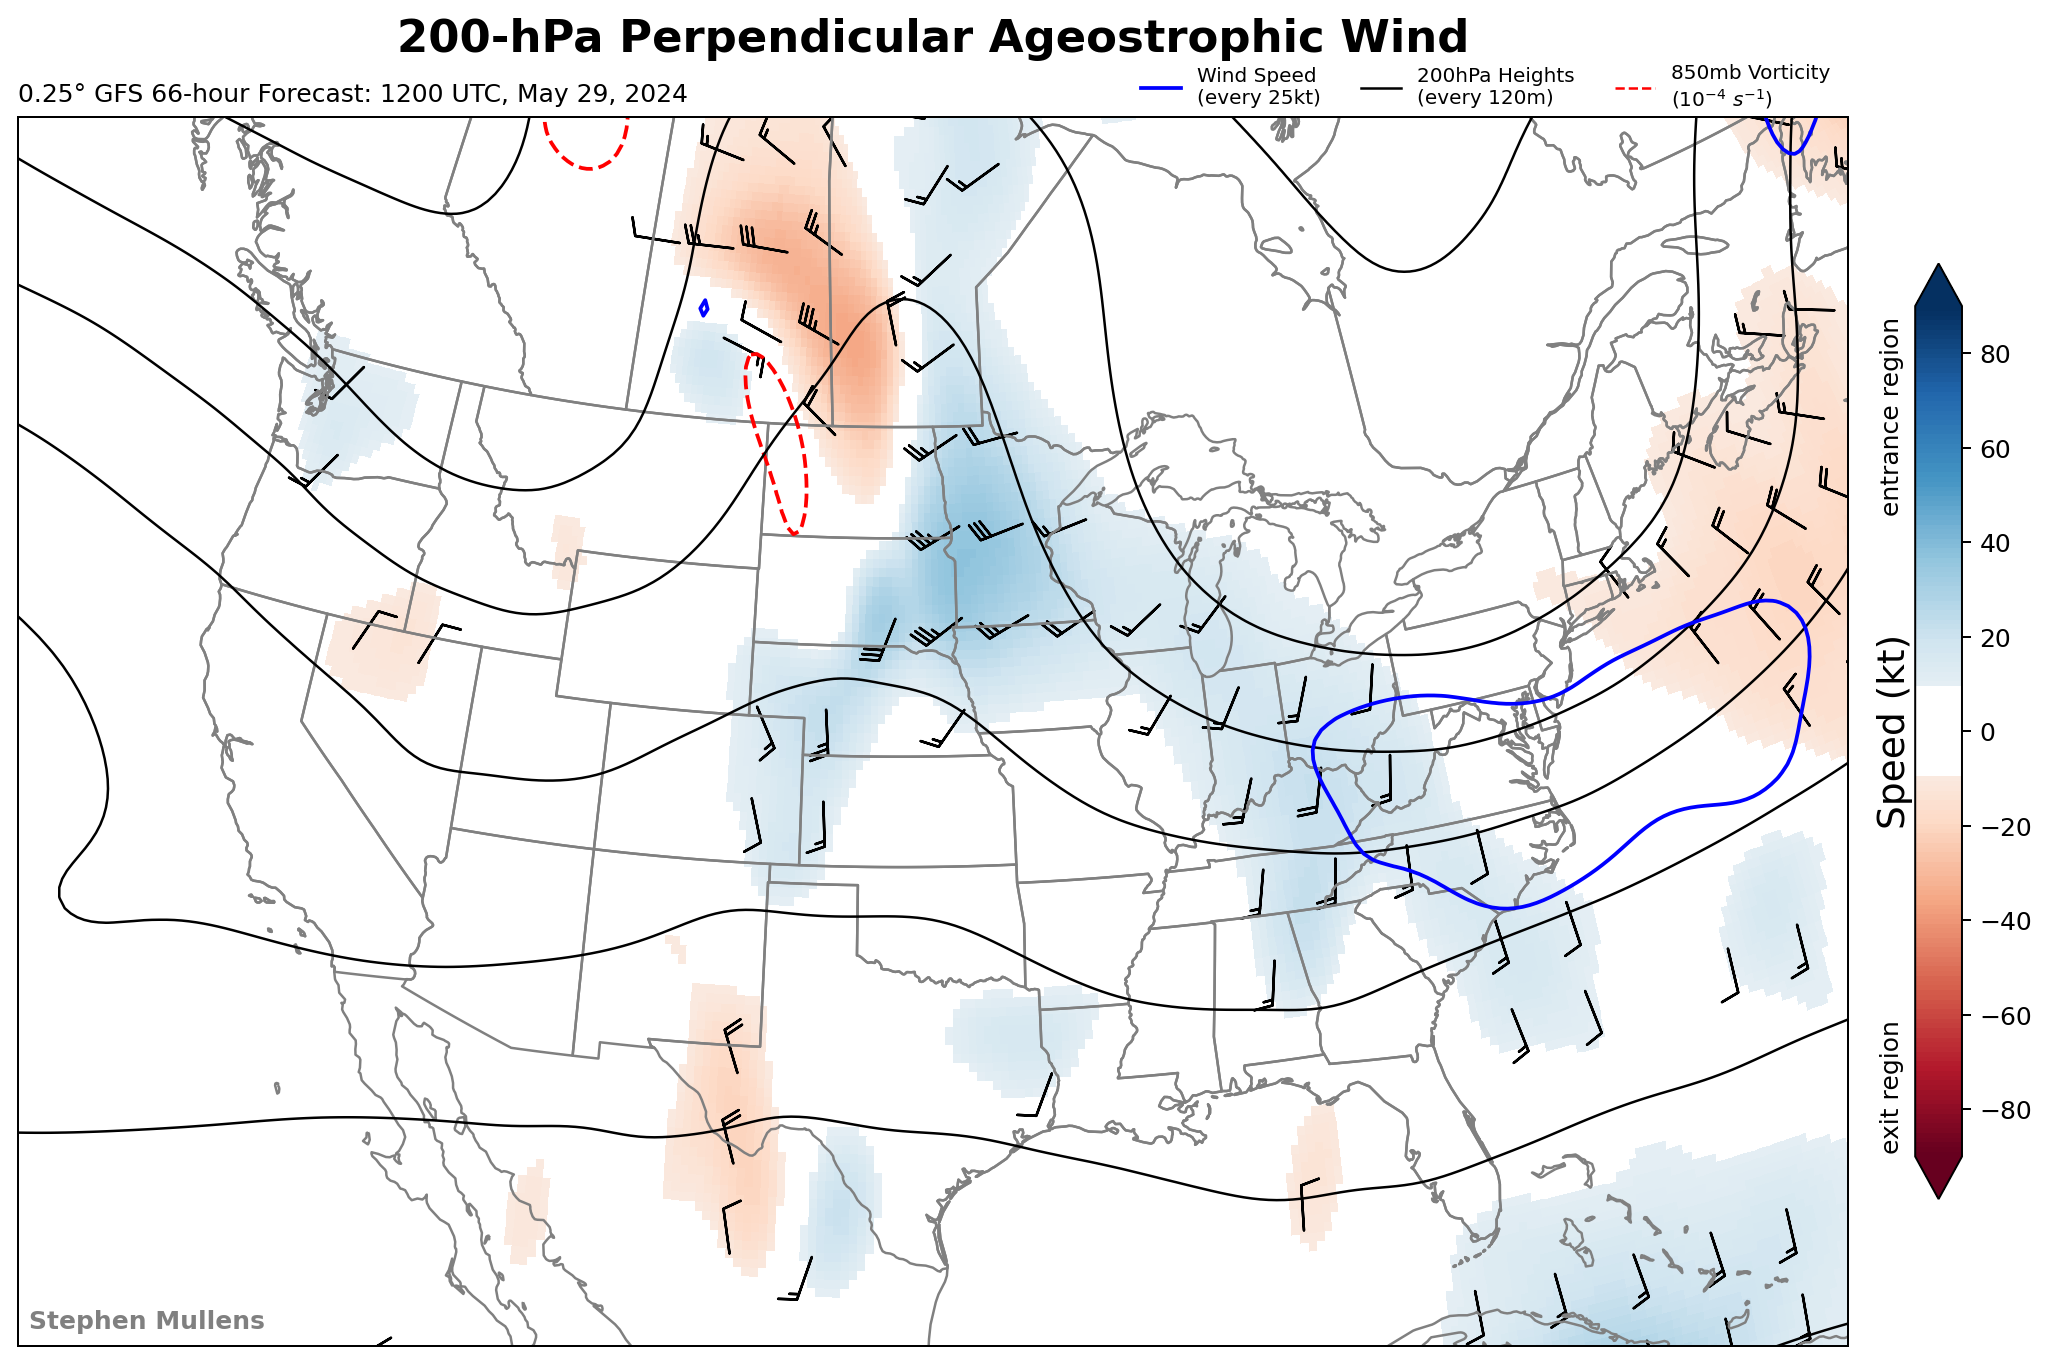 200-hPa Perpendicular Ageostrophic Wind
0.25° GFS 66-hour Forecast: 1200 UTC, May 29, 2024
Wind Speed
(every 25kt)
200hPa Heights
(every 120m)
850mb Vorticity
(10⁻⁴ s⁻¹)
entrance region
Speed (kt)
exit region
80
60
40
20
0
−20
−40
−60
−80
Stephen Mullens